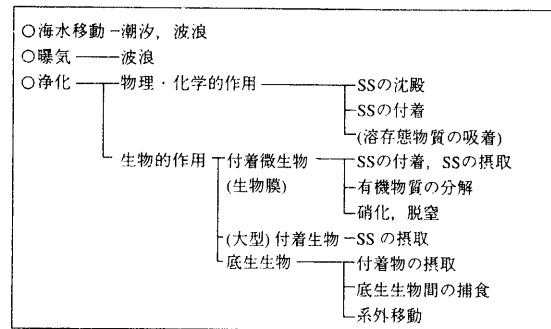 ○海水移動 潮汐，波浪
○曝気 波浪
○浄化 物理・化学的作用 SSの沈殿
SSの付着
(溶存態物質の吸着)
生物的作用 付着微生物 SSの付着，SSの摂取
(生物膜) 有機物質の分解
硝化，脱窒
(大型)付着生物 SSの摂取
底生生物 付着物の摂取
底生生物間の捕食
系外移動